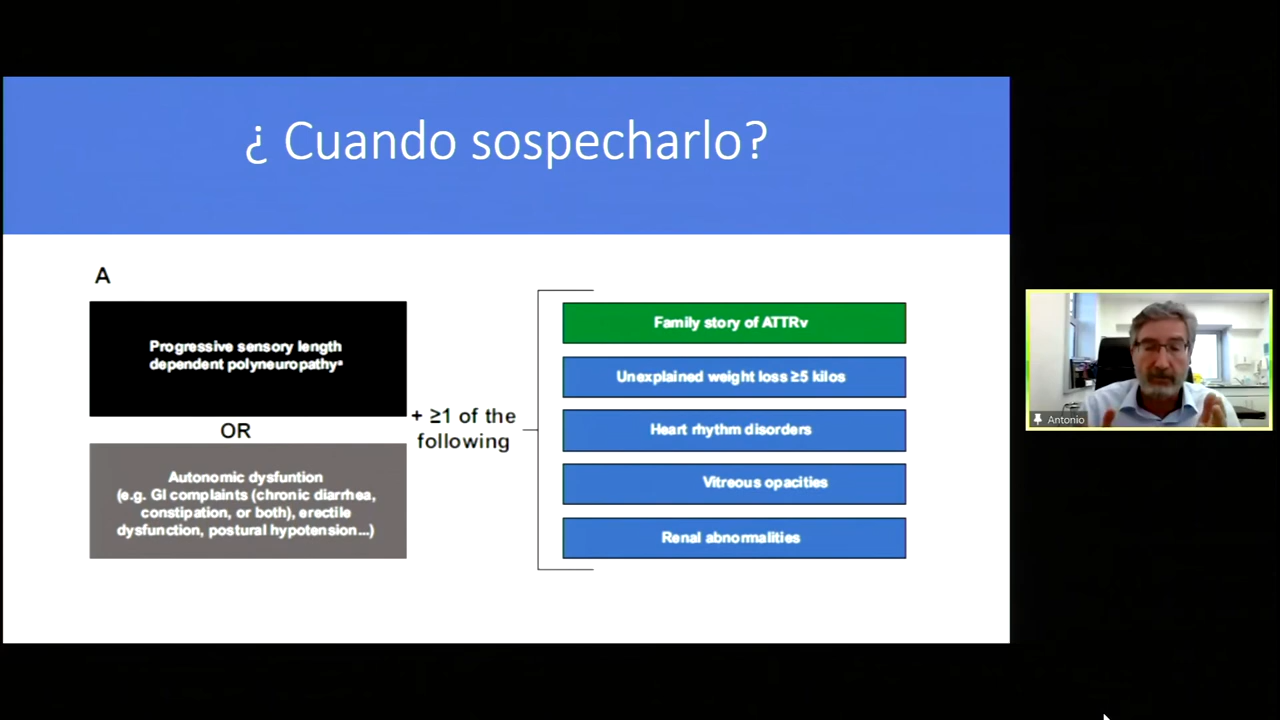 ¿ Cuando sospecharlo?
A
Progressive sensory length
dependent polyneuropathyª
OR
Autonomic dysfuntion
(e.g. GI complaints (chronic diarrhea,
constipation, or both), erectile
dysfunction, postural hypotension...)
+ ≥1 of the
following
Family story of ATTRv
Unexplained weight loss ≥5 kilos
Heart rhythm disorders
Vitreous opacities
Renal abnormalities
Antonio